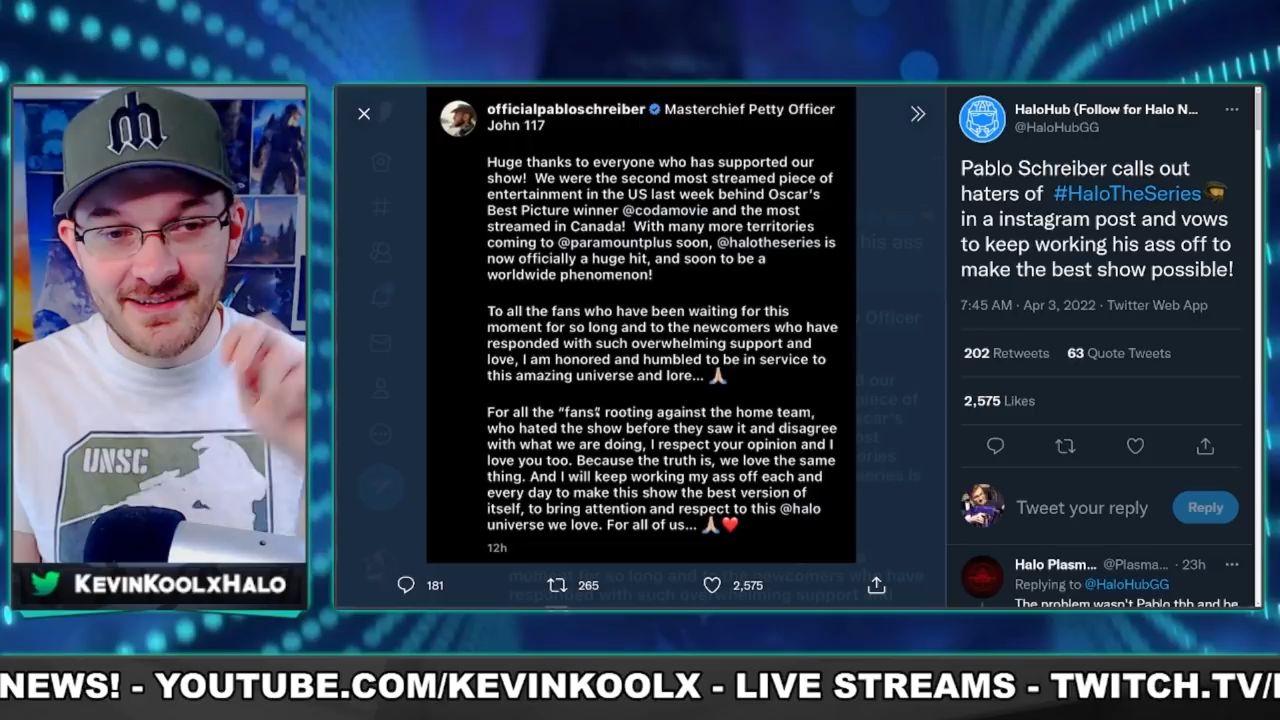 officialpabloschreiber Masterchief Petty Officer
John 117
Huge thanks to everyone who has supported our
show! We were the second most streamed piece of
entertainment in the US last week behind Oscar's
Best Picture winner @codamovie and the most
streamed in Canada! With many more territories
coming to @paramountplus soon, @halotheseries is
now officially a huge hit, and soon to be a
worldwide phenomenon!
To all the fans who have been waiting for this
moment for so long and to the newcomers who have
responded with such overwhelming support and
love, I am honored and humbled to be in service to
this amazing universe and lore... 🙏🏻
For all the "fans" rooting against the home team,
who hated the show before they saw it and disagree
with what we are doing, I respect your opinion and I
love you too. Because the truth is, we love the same
thing. And I will keep working my ass off each and
every day to make this show the best version of
itself, to bring attention and respect to this @halo
universe we love. For all of us... 🙏🏻❤️
12h
181 265 2,575
HaloHub (Follow for Halo N...
@HaloHubGG
Pablo Schreiber calls out
haters of #HaloTheSeries
in a instagram post and vows
to keep working his ass off to
make the best show possible!
7:45 AM · Apr 3, 2022 · Twitter Web App
202 Retweets 63 Quote Tweets
2,575 Likes
Tweet your reply Reply
Halo Plasm... @Plasma... · 23h
Replying to @HaloHubGG
The problem wasn't Pablo tbh and he
UNSC
KEVINKOOLXHALO
NEWS! - YOUTUBE.COM/KEVINKOOLX - LIVE STREAMS - TWITCH.TV/